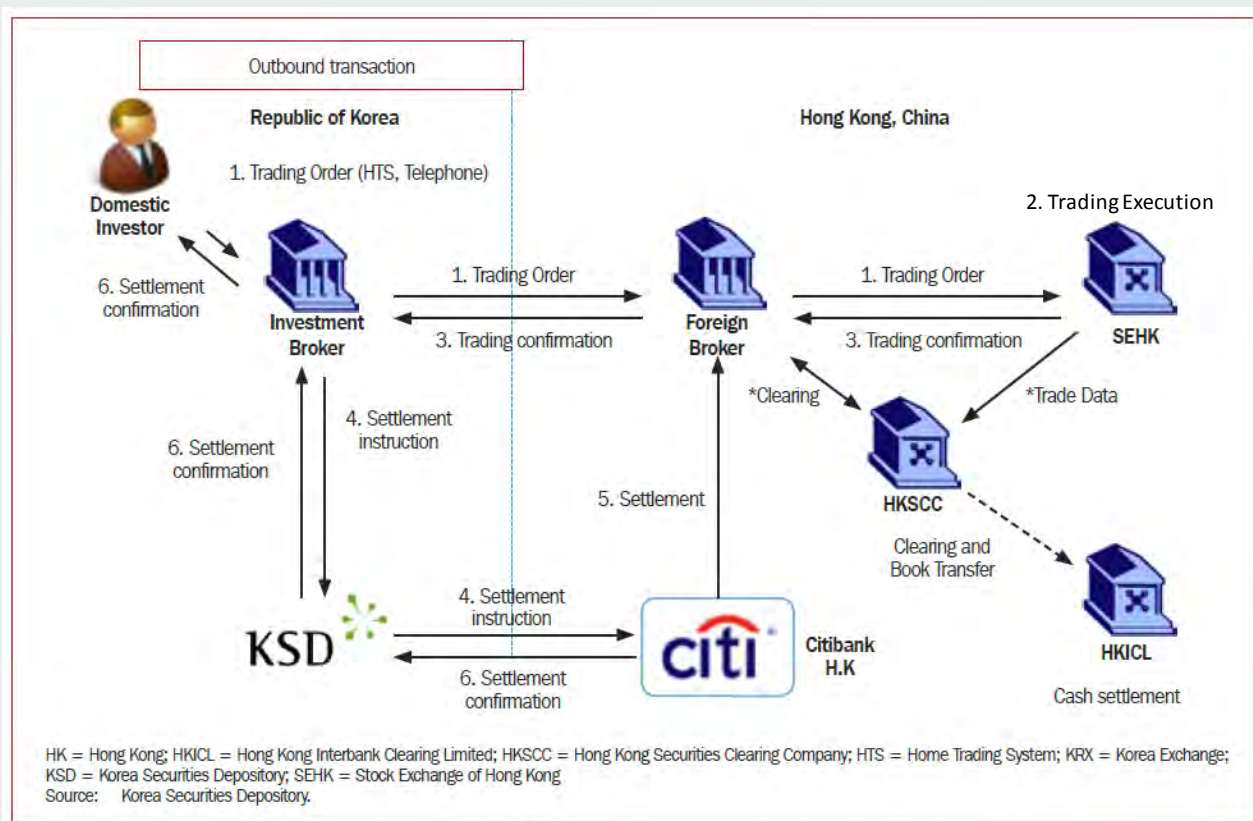 Outbound transaction
Republic of Korea
Hong Kong, China
1. Trading Order (HTS, Telephone)
2. Trading Execution
Domestic
Investor
6. Settlement
confirmation
Investment
Broker
1. Trading Order
3. Trading confirmation
Foreign
Broker
1. Trading Order
3. Trading confirmation
SEHK
*Clearing
*Trade Data
HKSCC
Clearing and
Book Transfer
6. Settlement
confirmation
4. Settlement
instruction
5. Settlement
HKICL
Cash settlement
KSD
4. Settlement
instruction
6. Settlement
confirmation
citi
Citibank
H.K
HK = Hong Kong; HKICL = Hong Kong Interbank Clearing Limited; HKSCC = Hong Kong Securities Clearing Company; HTS = Home Trading System; KRX = Korea Exchange;
KSD = Korea Securities Depository; SEHK = Stock Exchange of Hong Kong
Source: Korea Securities Depository.